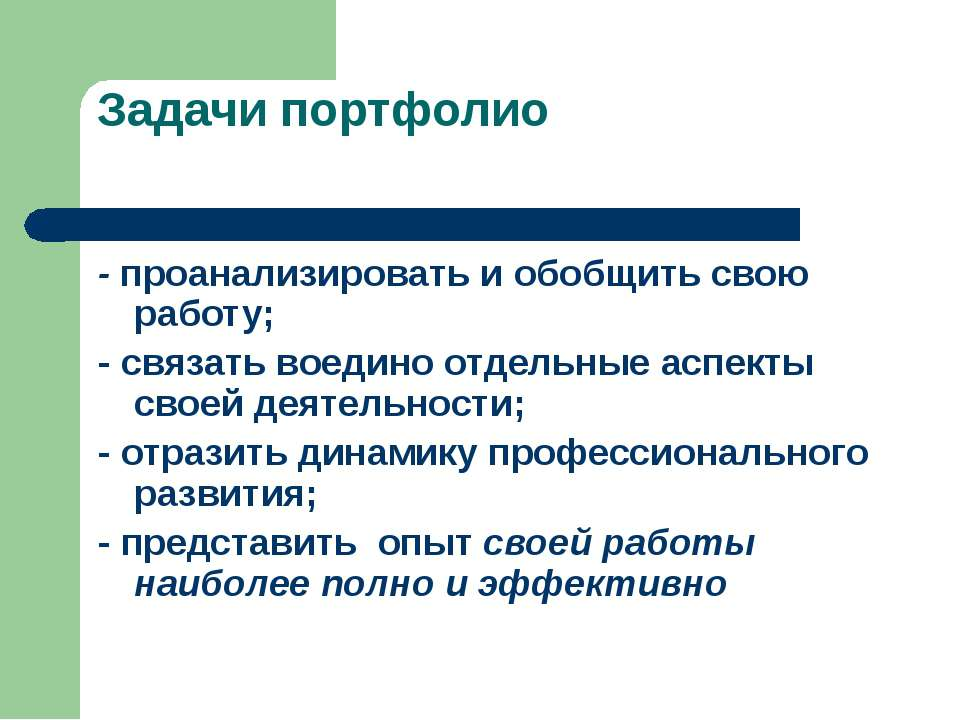 Задачи портфолио
- проанализировать и обобщить свою
работу;
- связать воедино отдельные аспекты
своей деятельности;
- отразить динамику профессионального
развития;
- представить  опыт своей работы
наиболее полно и эффективно